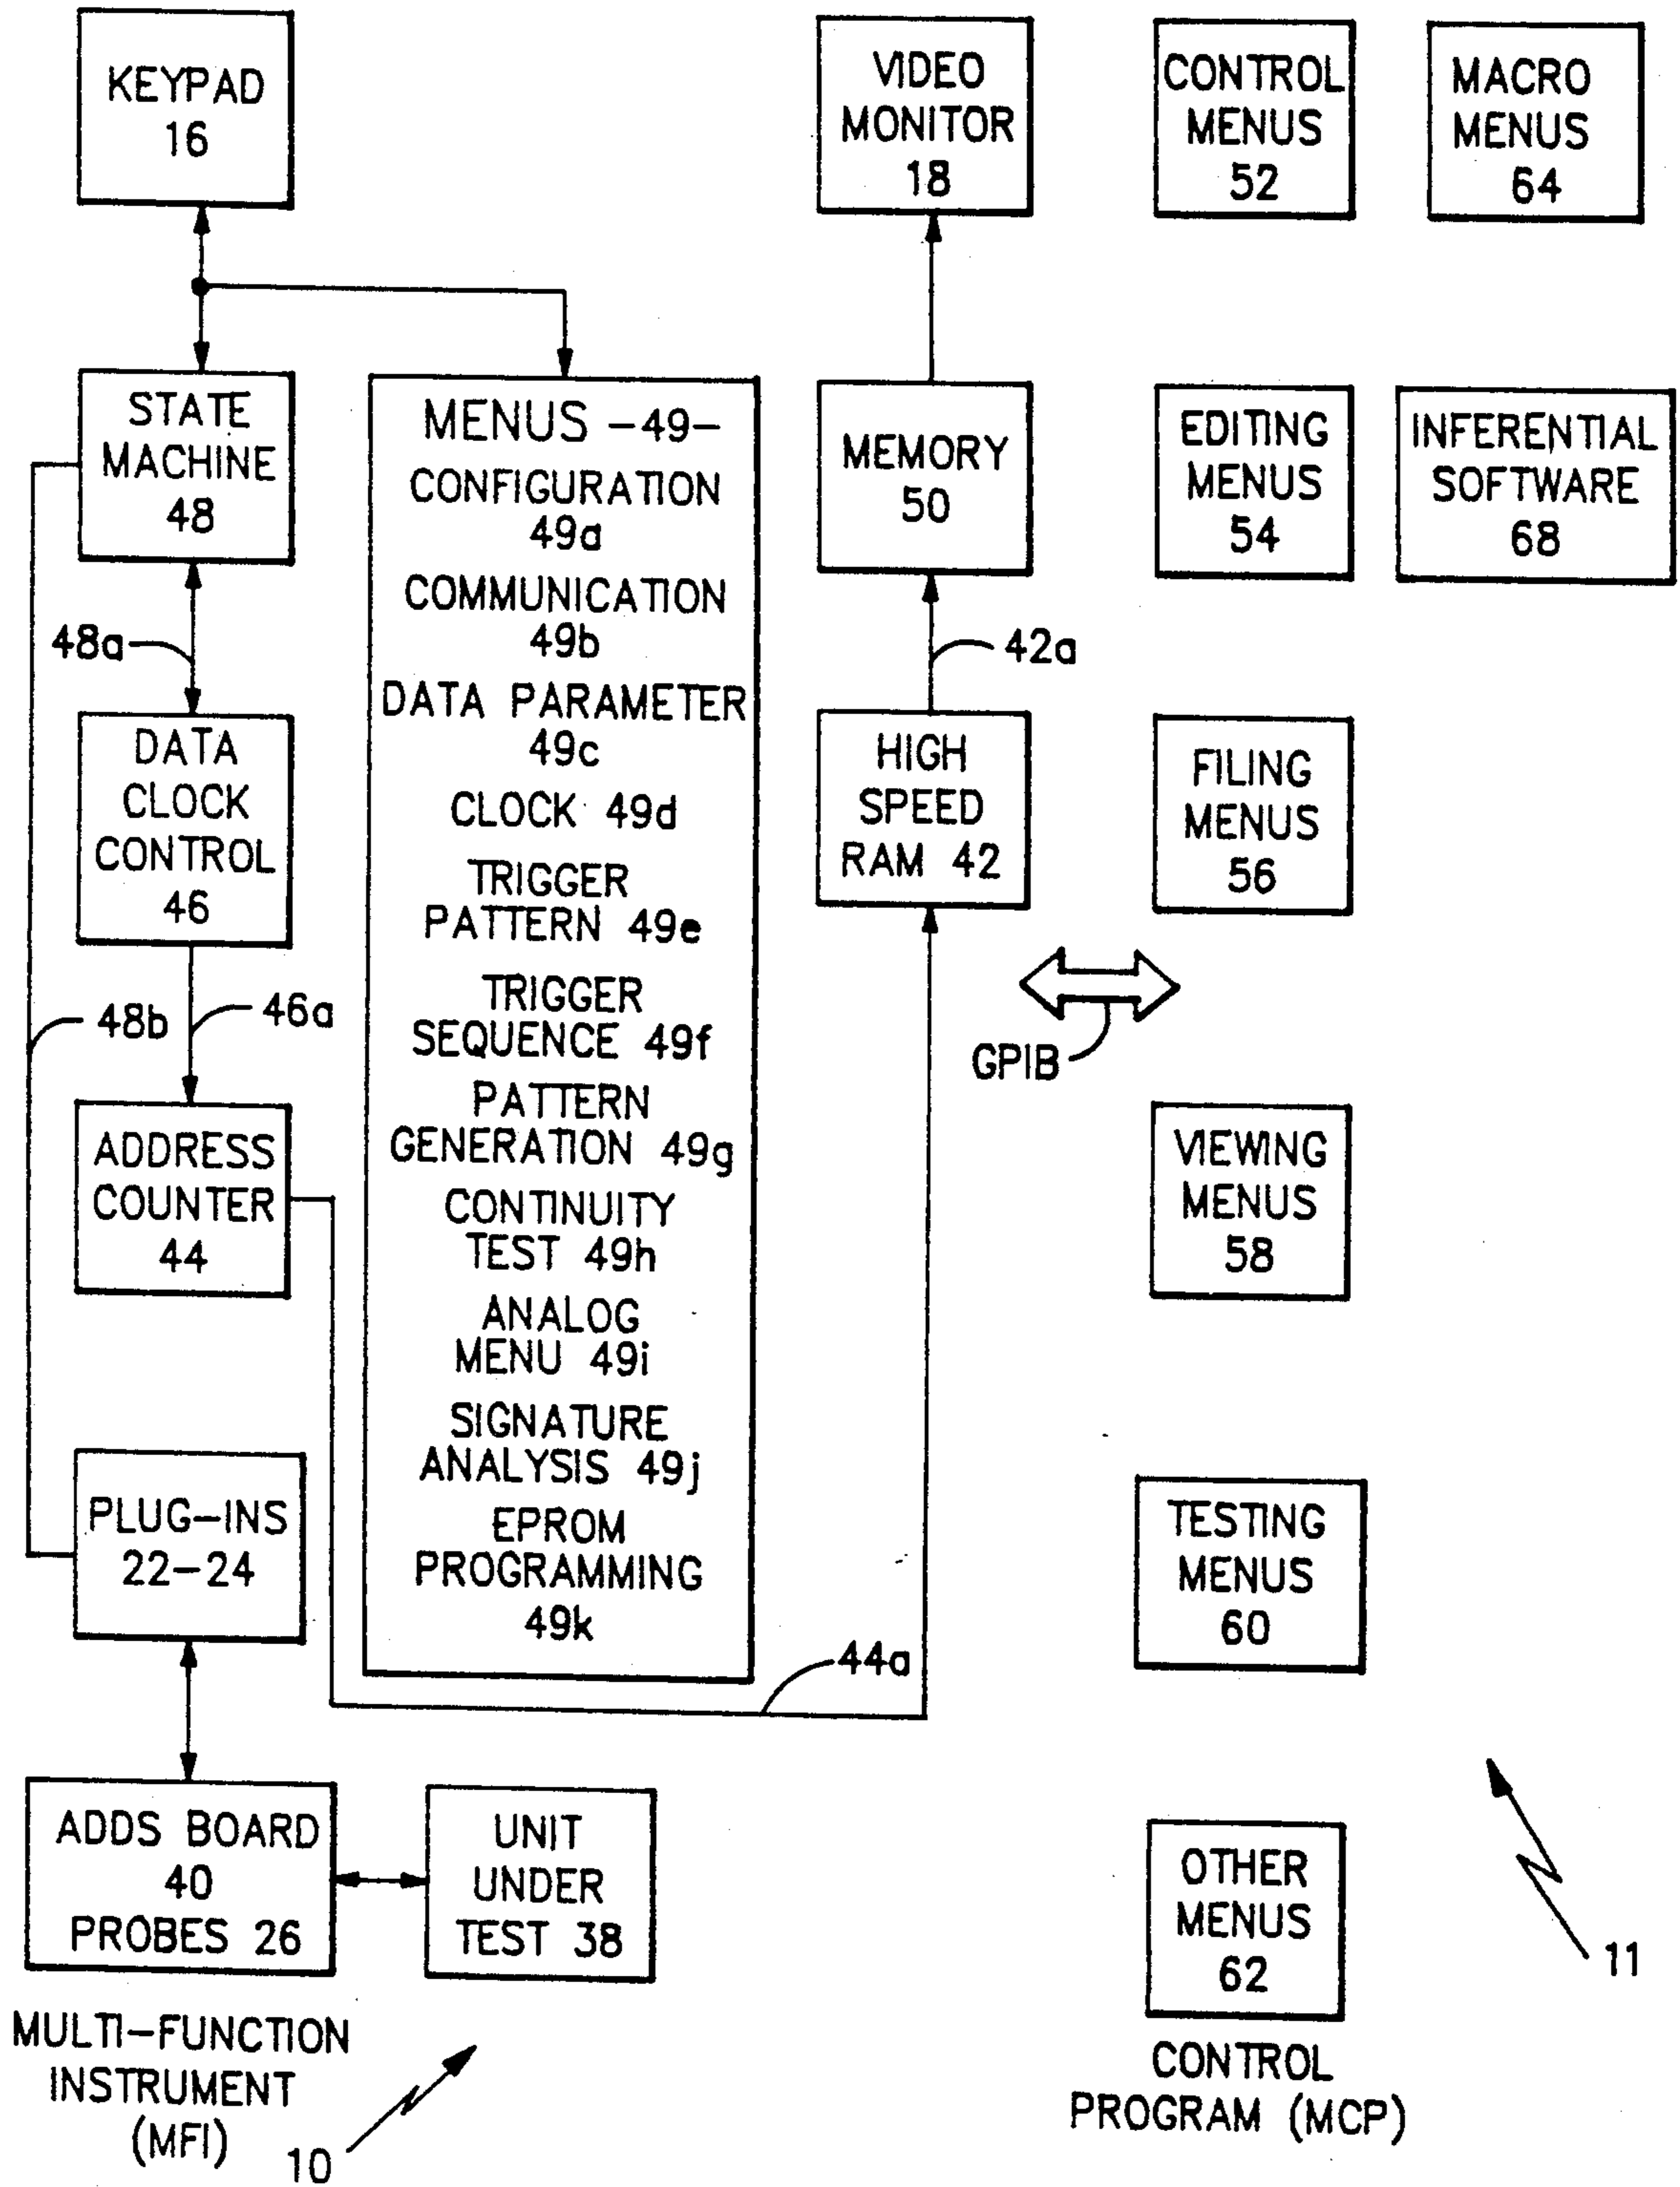 KEYPAD
16
VIDEO
MONITOR
18
CONTROL
MENUS
52
MACRO
MENUS
64
STATE
MACHINE
48
MENUS -49-
CONFIGURATION
49a
COMMUNICATION
49b
DATA PARAMETER
49c
CLOCK 49d
TRIGGER
PATTERN 49e
TRIGGER
SEQUENCE 49f
PATTERN
GENERATION 49g
CONTINUITY
TEST 49h
ANALOG
MENU 49i
SIGNATURE
ANALYSIS 49j
EPROM
PROGRAMMING
49k
MEMORY
50
EDITING
MENUS
54
INFERENTIAL
SOFTWARE
68
48a
42a
DATA
CLOCK
CONTROL
46
HIGH
SPEED
RAM 42
FILING
MENUS
56
48b
46a
GPIB
ADDRESS
COUNTER
44
VIEWING
MENUS
58
PLUG-INS
22-24
TESTING
MENUS
60
44a
ADDS BOARD
40
PROBES 26
UNIT
UNDER
TEST 38
OTHER
MENUS
62
11
MULTI-FUNCTION
INSTRUMENT
(MFI)
10
CONTROL
PROGRAM (MCP)